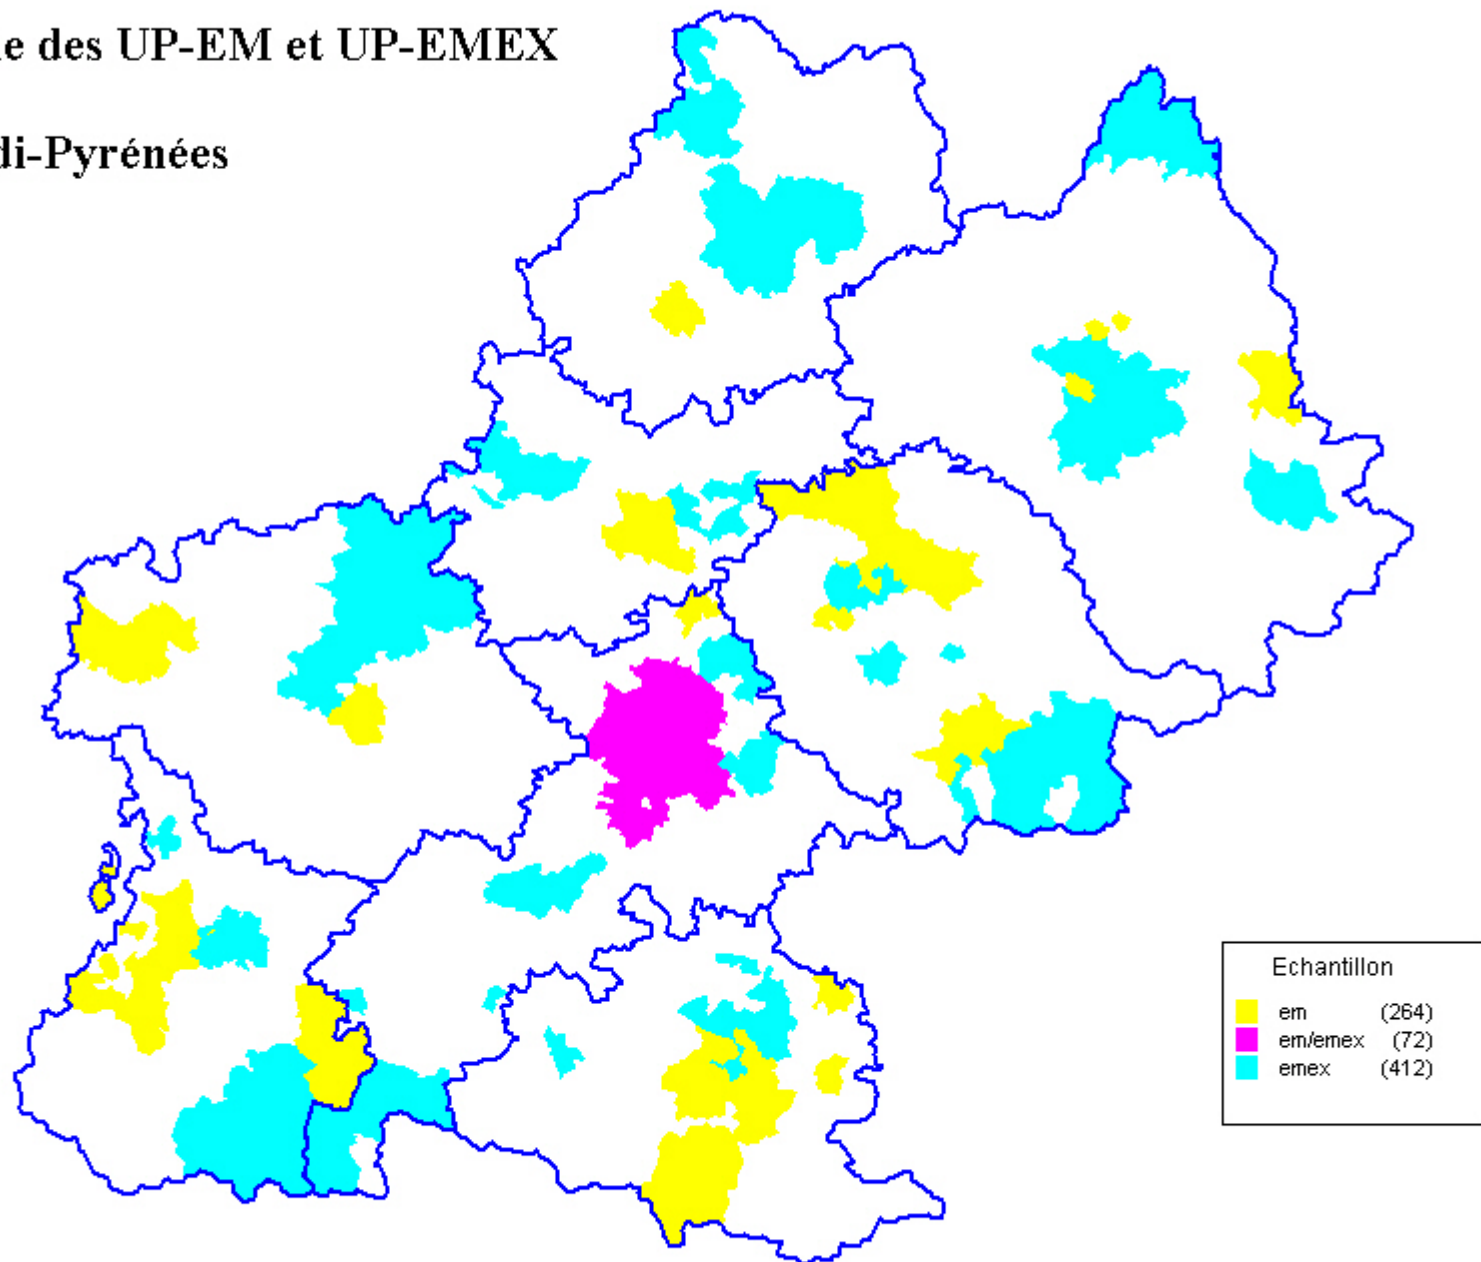 e des UP-EM et UP-EMEX
di-Pyrénées
Echantillon
em (264)
em/emex (72)
emex (412)